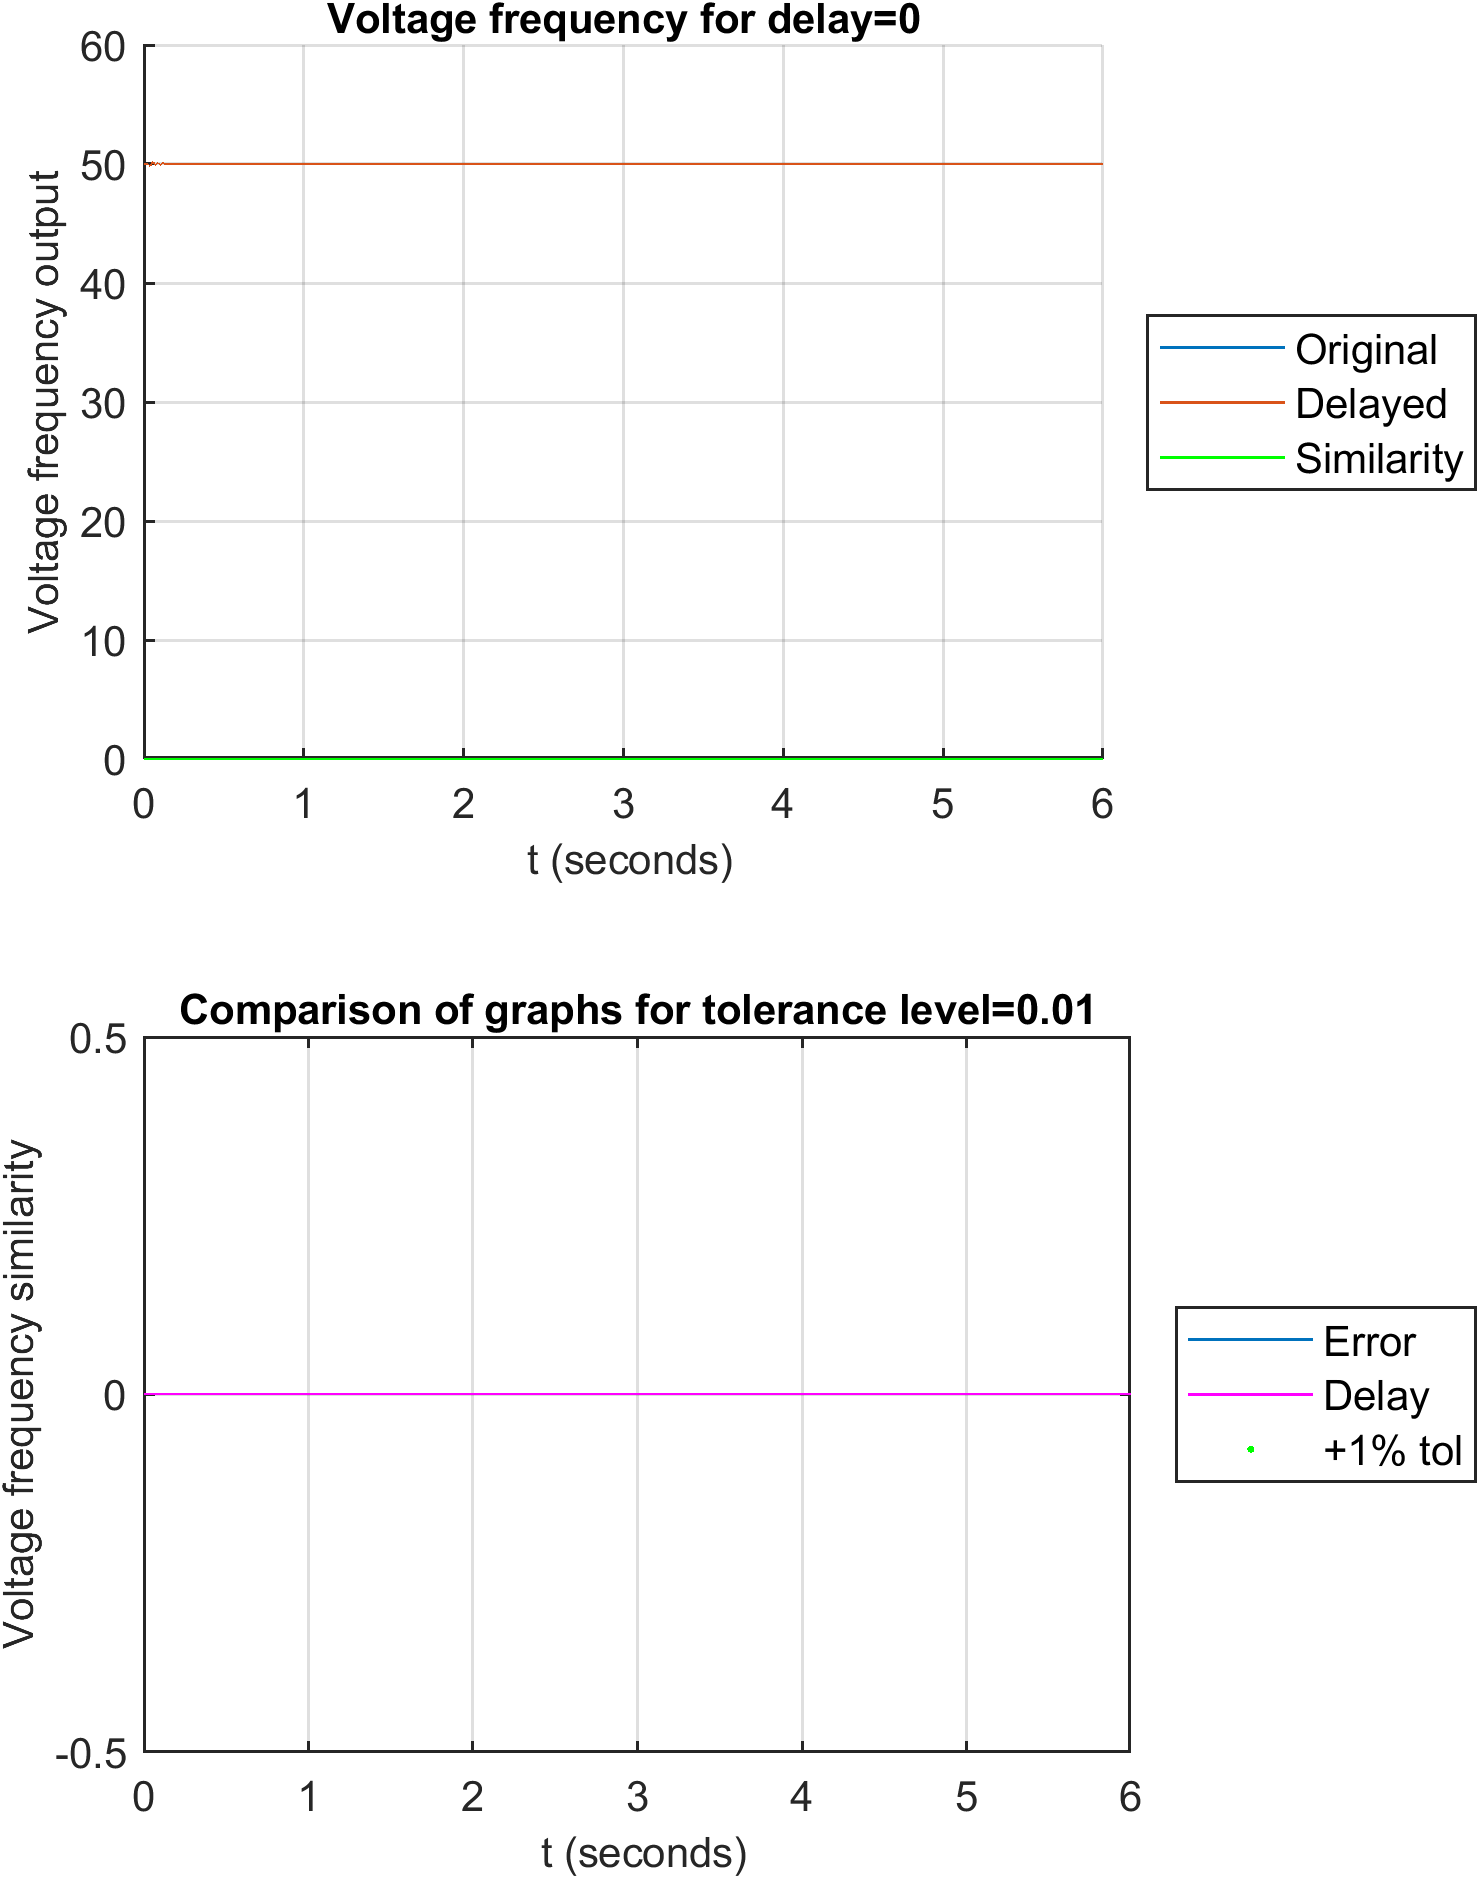 Voltage frequency for delay=0
60
50
40
30
20
10
0
Voltage frequency output
0 1 2 3 4 5 6
t (seconds)
Original
Delayed
Similarity
Comparison of graphs for tolerance level=0.01
0.5
0
-0.5
Voltage frequency similarity
0 1 2 3 4 5 6
t (seconds)
Error
Delay
+1% tol